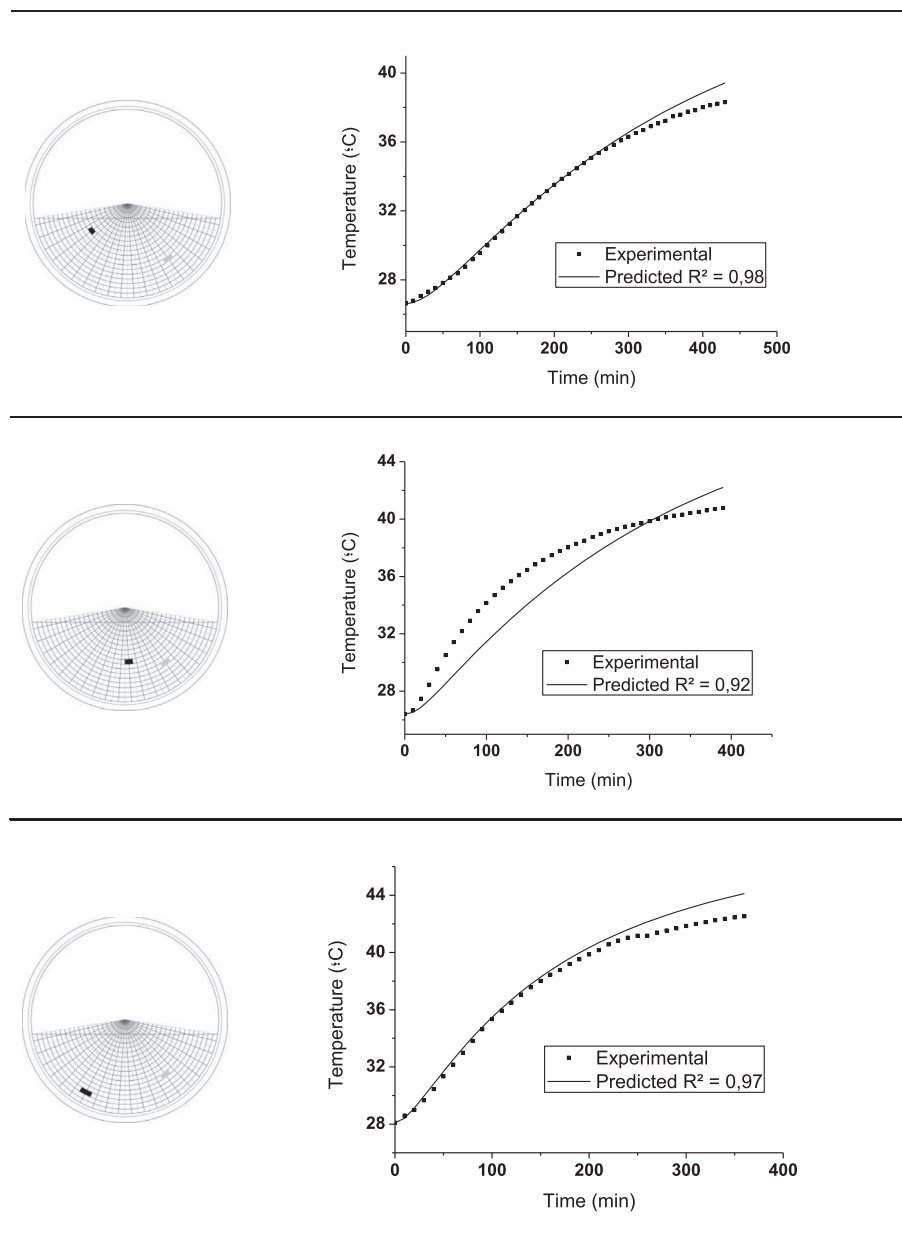 40
36
32
28
Temperature (؛C)
Experimental
Predicted R² = 0,98
0 100 200 300 400 500
Time (min)
44
40
36
32
28
Temperature (؛C)
Experimental
Predicted R² = 0,92
0 100 200 300 400
Time (min)
44
40
36
32
28
Temperature (؛C)
Experimental
Predicted R² = 0,97
0 100 200 300 400
Time (min)